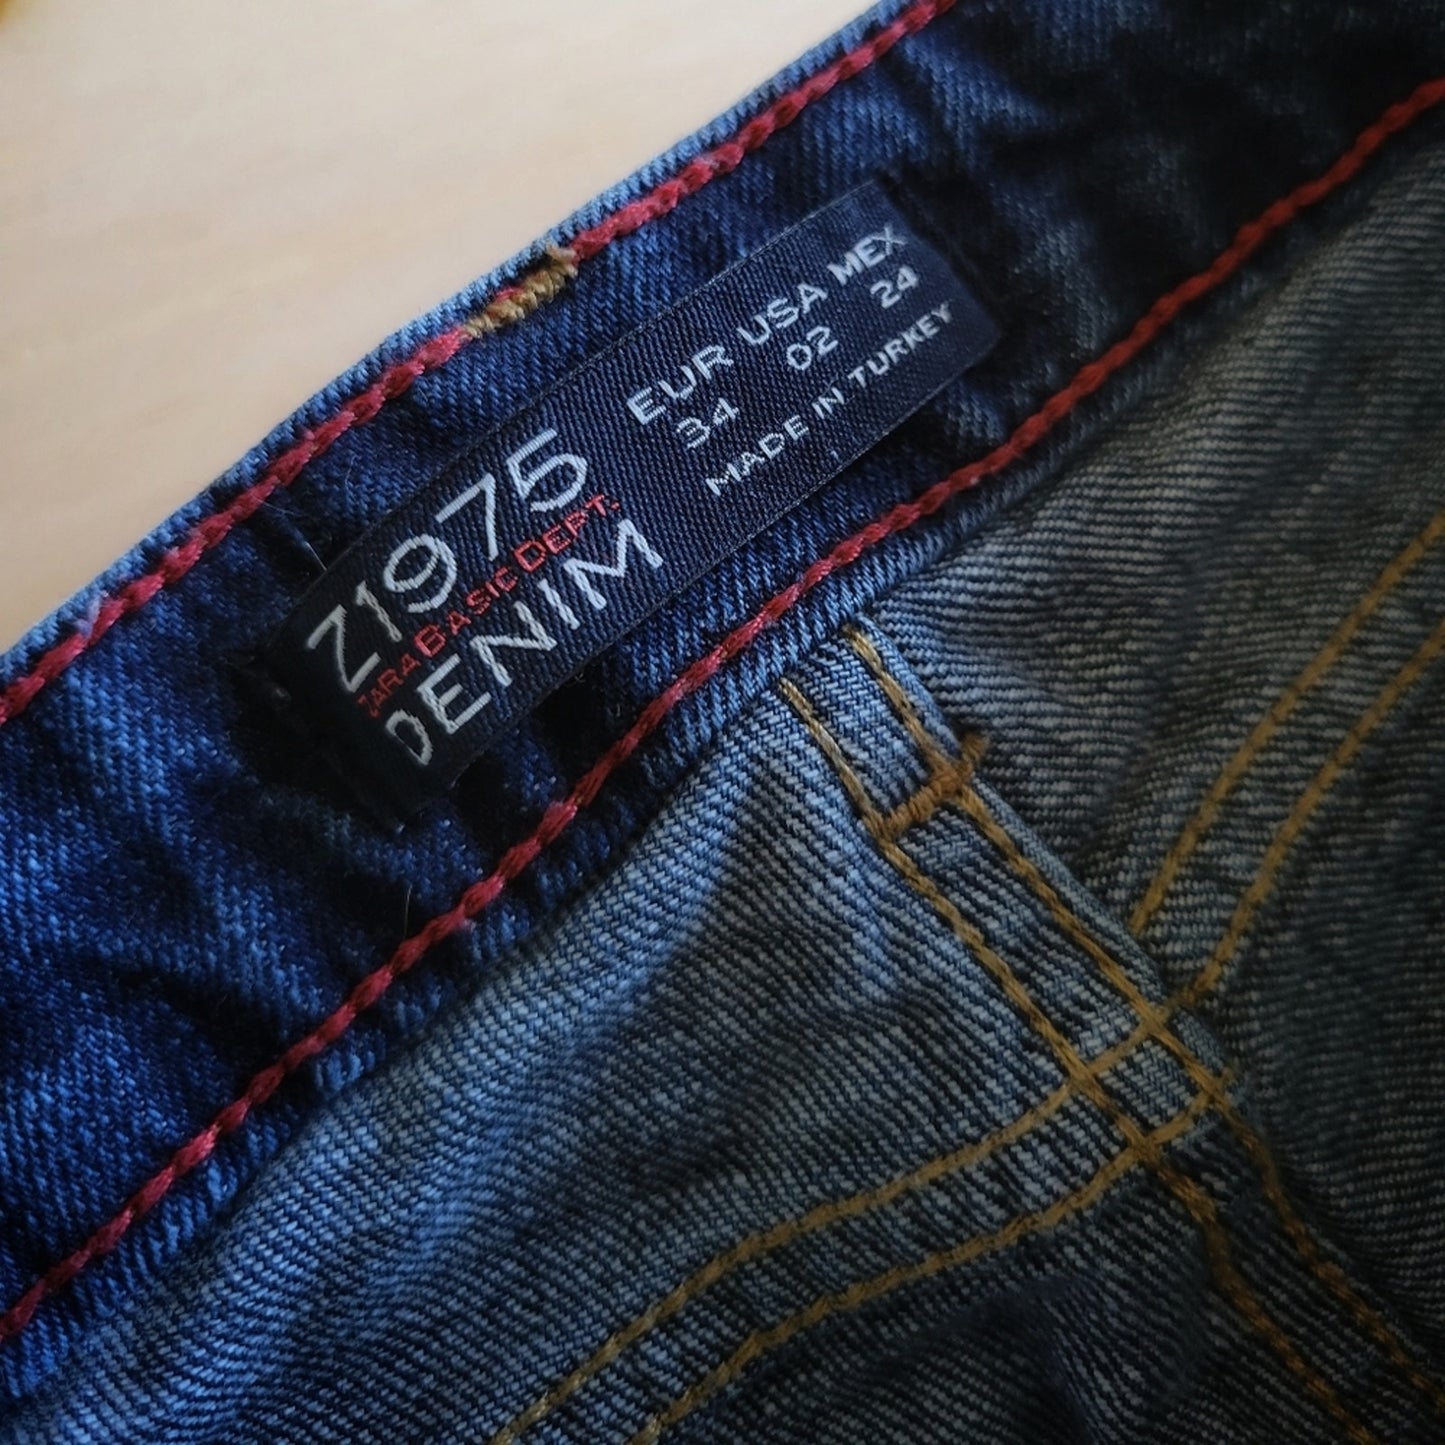 Z1975
ZARA BASIC DEPT.
DENIM
EUR USA MEX
34 02 24
MADE IN TURKEY